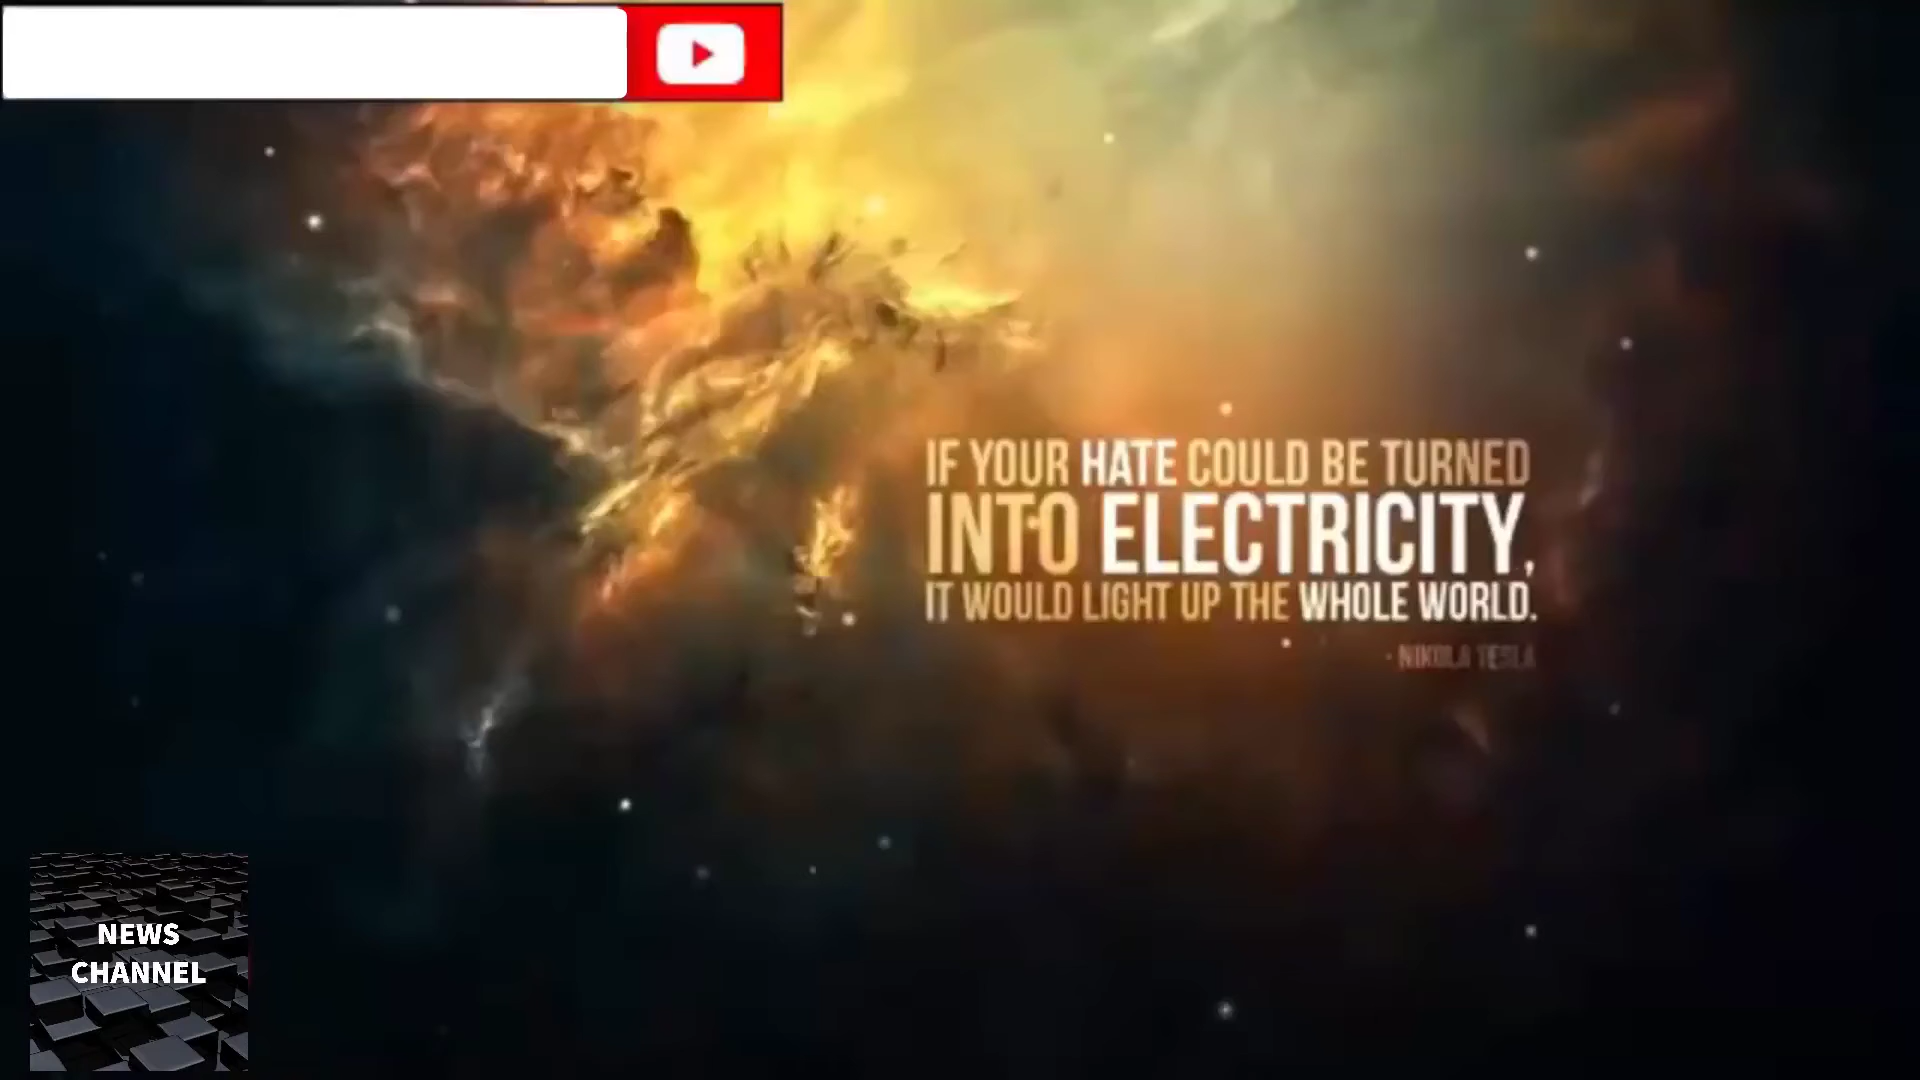 IF YOUR HATE COULD BE TURNED
INTO ELECTRICITY,
IT WOULD LIGHT UP THE WHOLE WORLD.
- NIKOLA TESLA
NEWS
CHANNEL